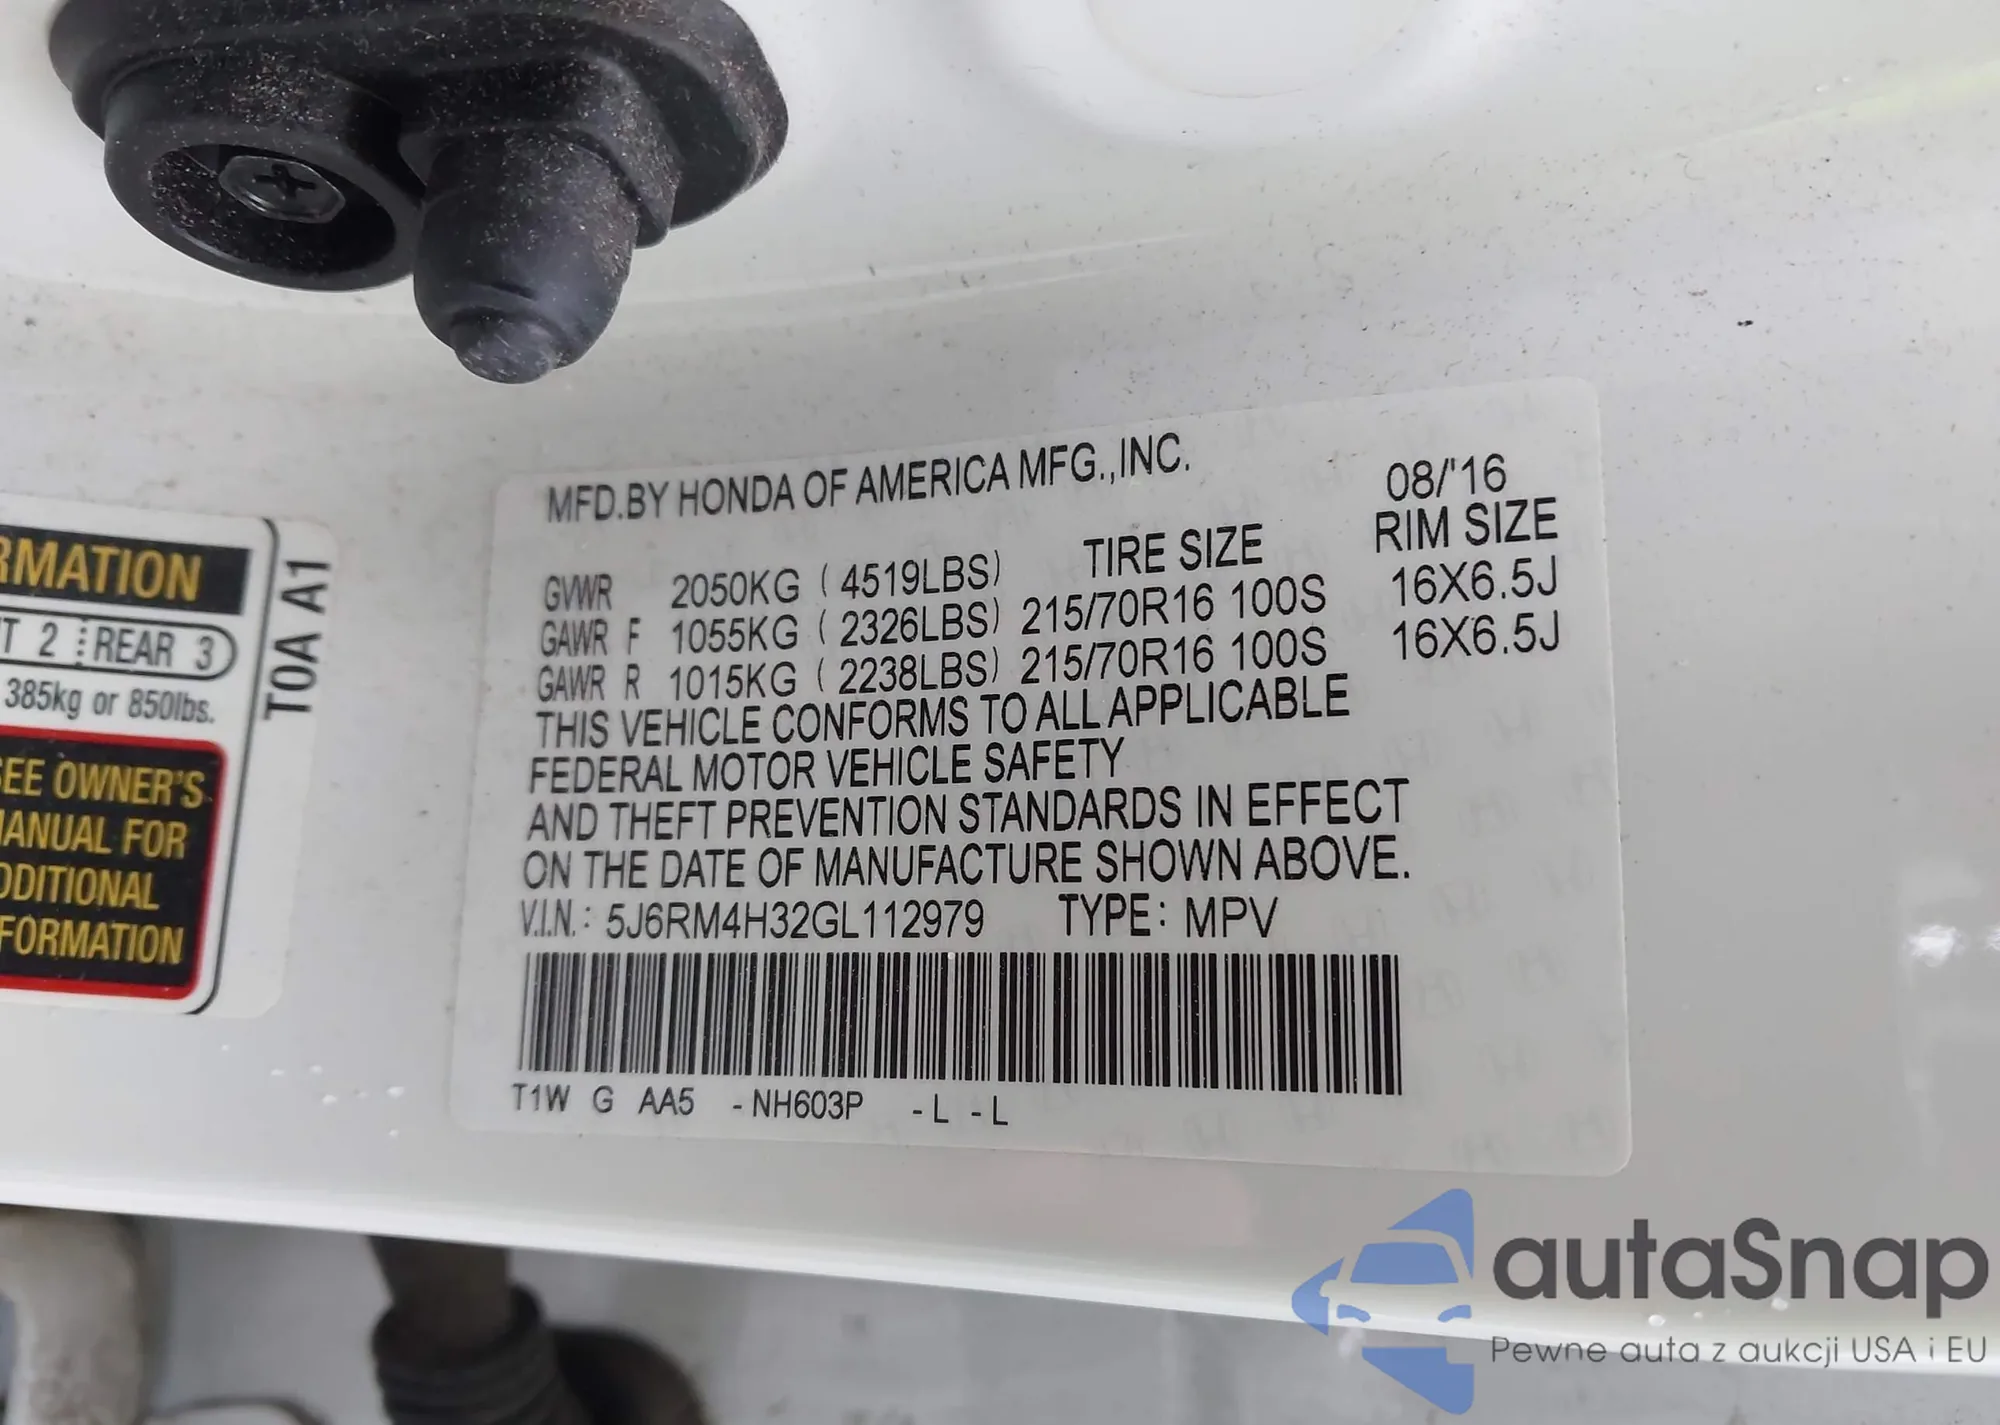 MFD.BY HONDA OF AMERICA MFG.,INC. 08/'16
TIRE SIZE RIM SIZE
GVWR 2050KG (4519LBS)
GAWR F 1055KG (2326LBS) 215/70R16 100S 16X6.5J
GAWR R 1015KG (2238LBS) 215/70R16 100S 16X6.5J
THIS VEHICLE CONFORMS TO ALL APPLICABLE
FEDERAL MOTOR VEHICLE SAFETY
AND THEFT PREVENTION STANDARDS IN EFFECT
ON THE DATE OF MANUFACTURE SHOWN ABOVE.
V.I.N.: 5J6RM4H32GL112979 TYPE: MPV
T1W G AA5 -NH603P -L -L
RMATION
T 2 REAR 3
385kg or 850lbs.
SEE OWNER'S
MANUAL FOR
DDITIONAL
FORMATION
T0A A1
autaSnap
Pewne auta z aukcji USA i EU